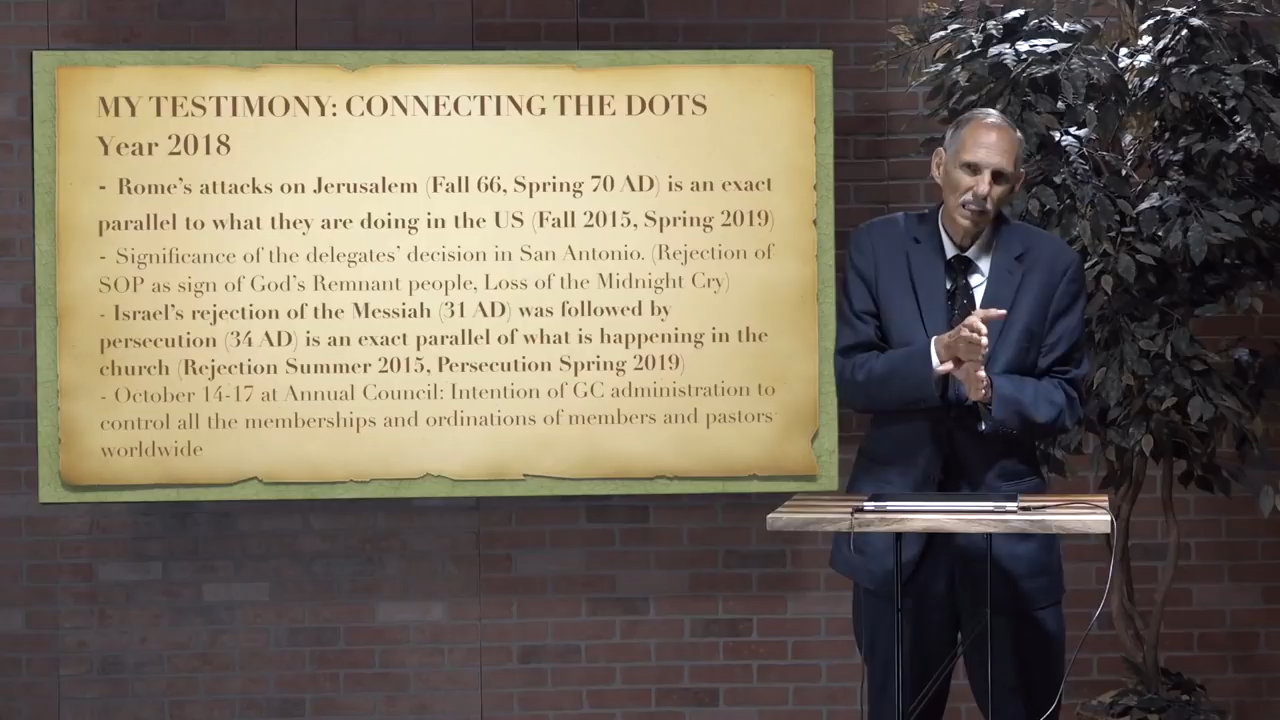 MY TESTIMONY: CONNECTING THE DOTS
Year 2018
- Rome's attacks on Jerusalem (Fall 66, Spring 70 AD) is an exact
parallel to what they are doing in the US (Fall 2015, Spring 2019)
- Significance of the delegates' decision in San Antonio. (Rejection of
SOP as sign of God's Remnant people, Loss of the Midnight Cry)
- Israel's rejection of the Messiah (31 AD) was followed by
persecution (34 AD) is an exact parallel of what is happening in the
church (Rejection Summer 2015, Persecution Spring 2019)
- October 14-17 at Annual Council: Intention of GC administration to
control all the memberships and ordinations of members and pastors
worldwide